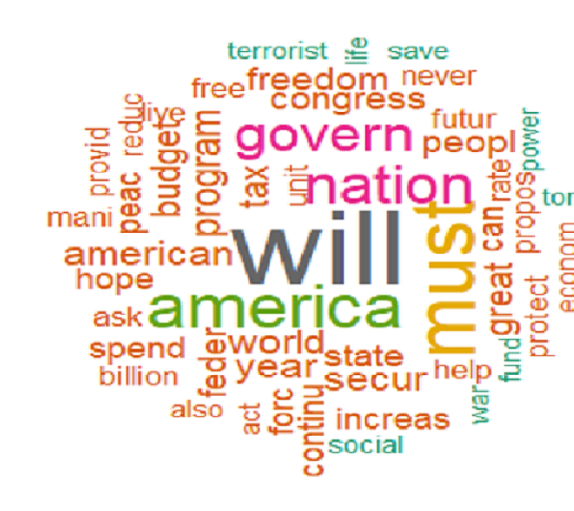 terrorist
life
save
free
freedom
never
congress
live
reduc
provid
peac
budget
program
tax
unit
govern
futur
peopl
power
nation
rate
can
propos
mani
american
will
must
hope
great
protect
econom
ask
america
spend
billion
feder
world
year
state
secur
help
fund
war
also
act
forc
continu
increas
social